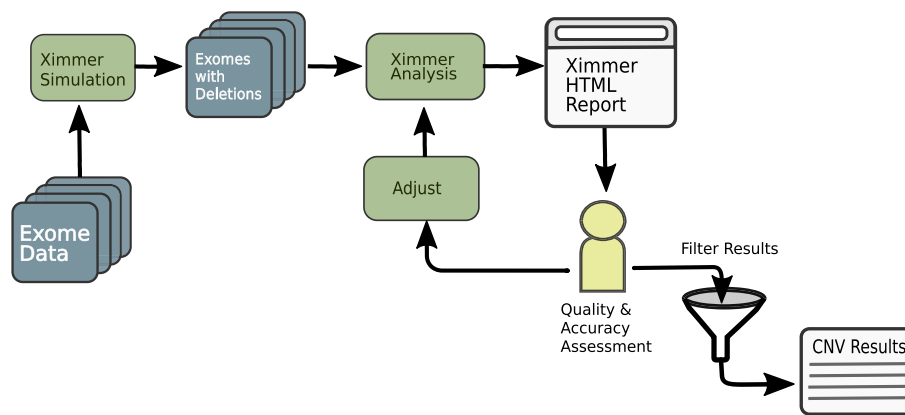 Ximmer
Simulation
Exomes
with
Deletions
Ximmer
Analysis
Ximmer
HTML
Report
Exome
Data
Adjust
Filter Results
Quality &
Accuracy
Assessment
CNV Results